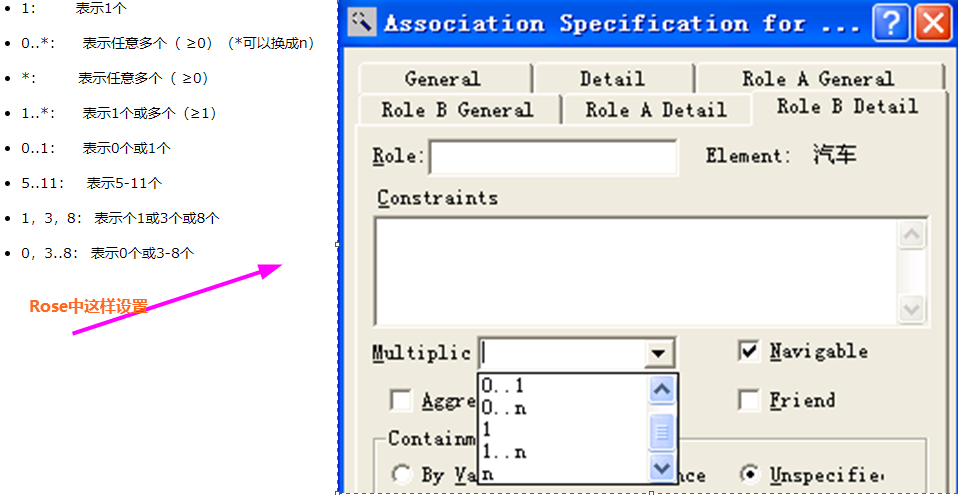 1: 表示1个
0..*: 表示任意多个（ ≥0）（*可以换成n）
*: 表示任意多个（ ≥0）
1..*: 表示1个或多个（≥1）
0..1: 表示0个或1个
5..11: 表示5-11个
1，3，8: 表示个1或3个或8个
0，3..8: 表示0个或3-8个
Rose中这样设置
Association Specification for ...
General Detail Role A General
Role B General Role A Detail Role B Detail
Role: Element: 汽车
Constraints
Multiplic Navigable
0..1
0..n
Aggre Friend
1
1..n
Containm
n
By Va nce Unspecified